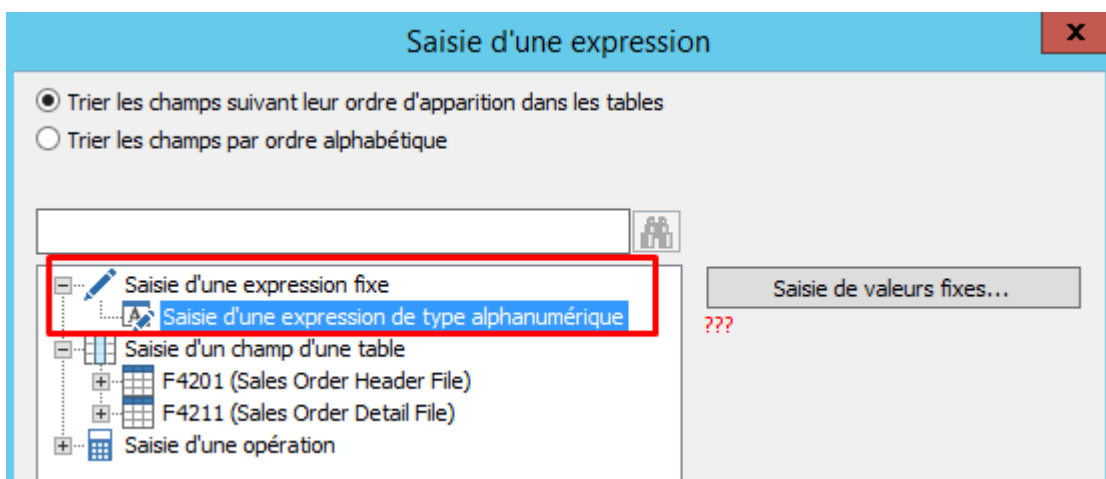 Saisie d'une expression
x
Trier les champs suivant leur ordre d'apparition dans les tables
Trier les champs par ordre alphabétique
Saisie d'une expression fixe
Saisie d'une expression de type alphanumérique
Saisie d'un champ d'une table
F4201 (Sales Order Header File)
F4211 (Sales Order Detail File)
Saisie d'une opération
Saisie de valeurs fixes...
???